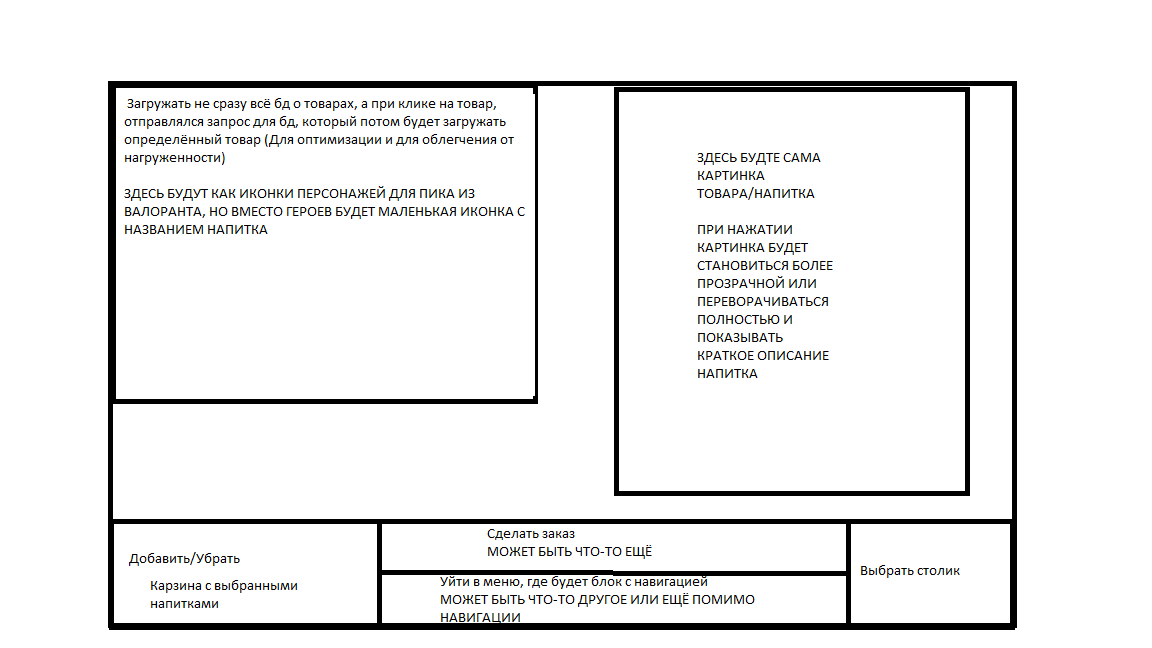 Загружать не сразу всё бд о товарах, а при клике на товар,
отправлялся запрос для бд, который потом будет загружать
определённый товар (Для оптимизации и для облегчения от
нагруженности)
ЗДЕСЬ БУДУТ КАК ИКОНКИ ПЕРСОНАЖЕЙ ДЛЯ ПИКА ИЗ
ВАЛОРАНТА, НО ВМЕСТО ГЕРОЕВ БУДЕТ МАЛЕНЬКАЯ ИКОНКА С
НАЗВАНИЕМ НАПИТКА
ЗДЕСЬ БУДТЕ САМА
КАРТИНКА
ТОВАРА/НАПИТКА
ПРИ НАЖАТИИ
КАРТИНКА БУДЕТ
СТАНОВИТЬСЯ БОЛЕЕ
ПРОЗРАЧНОЙ ИЛИ
ПЕРЕВОРАЧИВАТЬСЯ
ПОЛНОСТЬЮ И
ПОКАЗЫВАТЬ
КРАТКОЕ ОПИСАНИЕ
НАПИТКА
Добавить/Убрать
Карзина с выбранными
напитками
Сделать заказ
МОЖЕТ БЫТЬ ЧТО-ТО ЕЩЁ
Уйти в меню, где будет блок с навигацией
МОЖЕТ БЫТЬ ЧТО-ТО ДРУГОЕ ИЛИ ЕЩЁ ПОМИМО
НАВИГАЦИИ
Выбрать столик